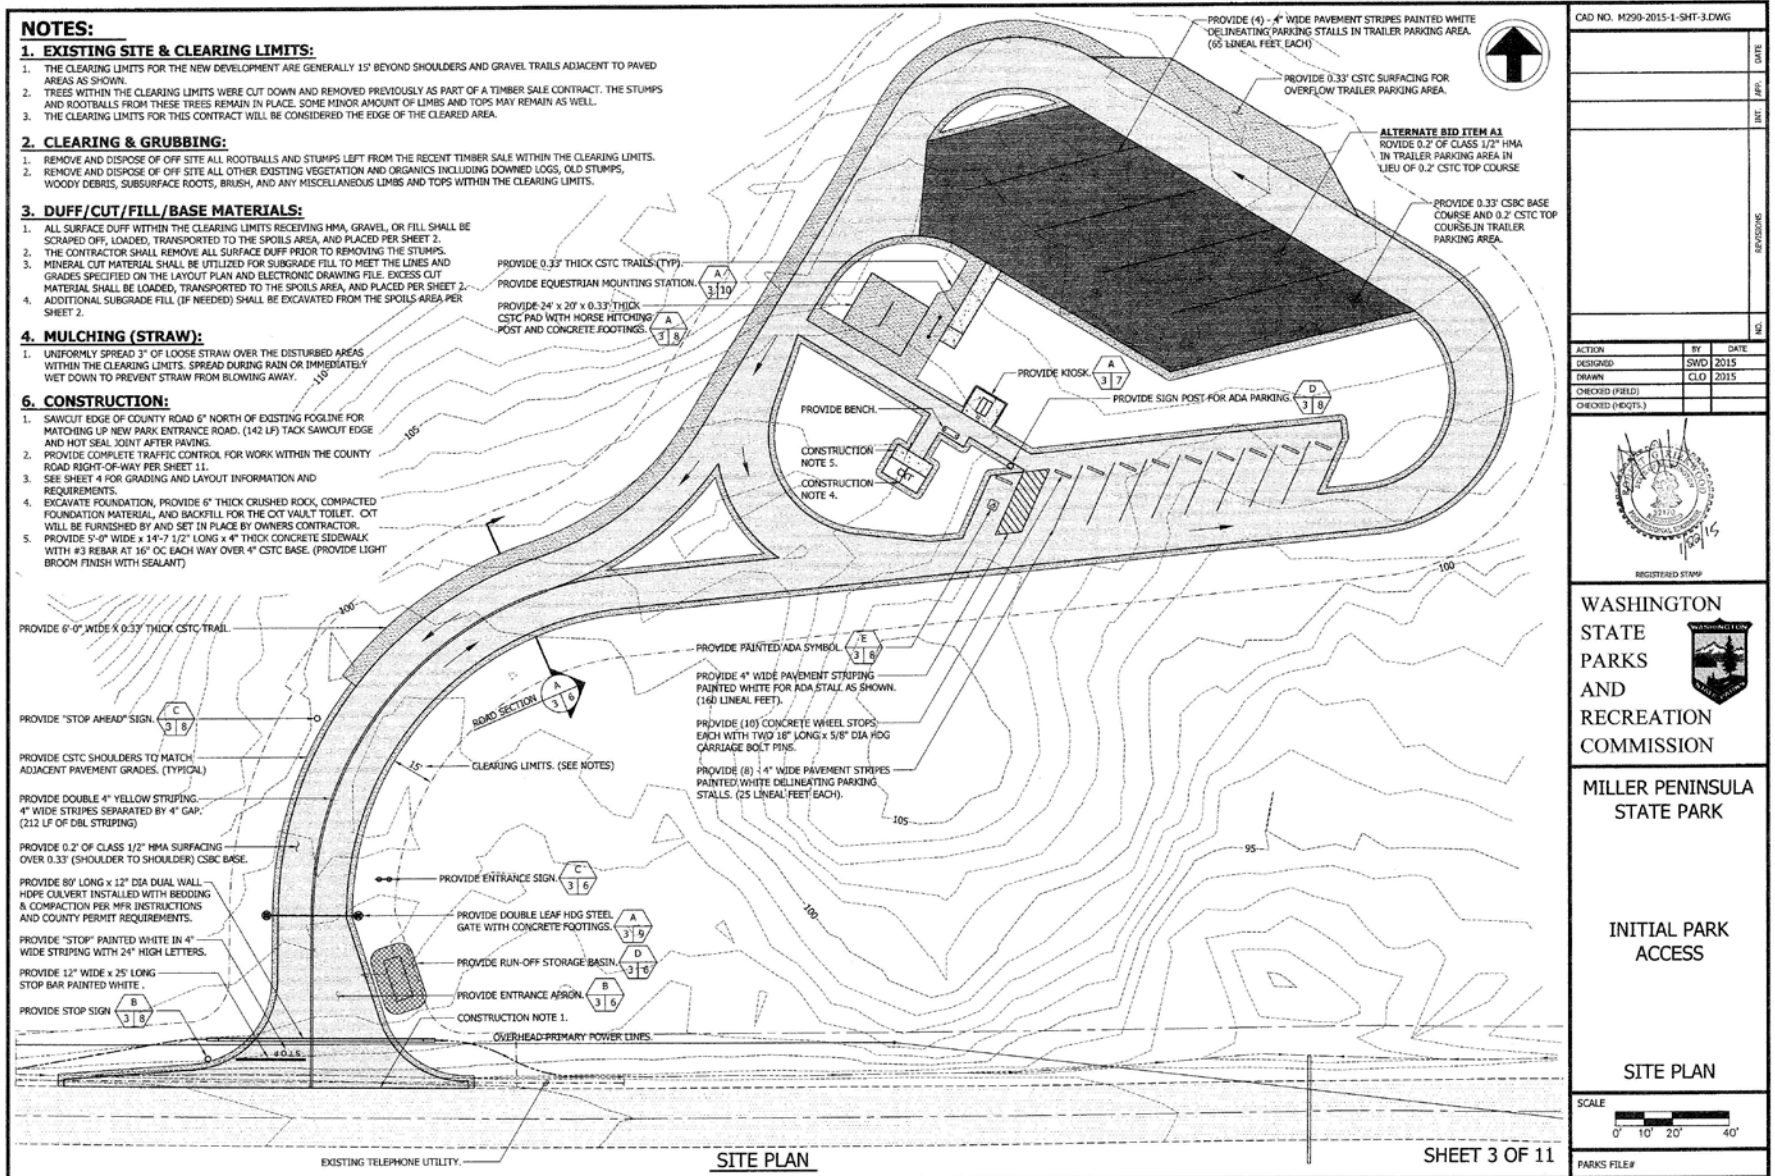 NOTES:
1. EXISTING SITE & CLEARING LIMITS:
1. THE CLEARING LIMITS FOR THE NEW DEVELOPMENT ARE GENERALLY 15' BEYOND SHOULDERS AND GRAVEL TRAILS ADJACENT TO PAVED
AREAS AS SHOWN.
2. TREES WITHIN THE CLEARING LIMITS WERE CUT DOWN AND REMOVED PREVIOUSLY AS PART OF A TIMBER SALE CONTRACT. THE STUMPS
AND ROOTBALLS FROM THESE TREES REMAIN IN PLACE. SOME MINOR AMOUNT OF LIMBS AND TOPS MAY REMAIN AS WELL.
3. THE CLEARING LIMITS FOR THIS CONTRACT WILL BE CONSIDERED THE EDGE OF THE CLEARED AREA.
2. CLEARING & GRUBBING:
1. REMOVE AND DISPOSE OF OFF SITE ALL ROOTBALLS AND STUMPS LEFT FROM THE RECENT TIMBER SALE WITHIN THE CLEARING LIMITS.
2. REMOVE AND DISPOSE OF OFF SITE ALL OTHER EXISTING VEGETATION AND ORGANICS INCLUDING DOWNED LOGS, OLD STUMPS,
WOODY DEBRIS, SUBSURFACE ROOTS, BRUSH, AND ANY MISCELLANEOUS LIMBS AND TOPS WITHIN THE CLEARING LIMITS.
3. DUFF/CUT/FILL/BASE MATERIALS:
1. ALL SURFACE DUFF WITHIN THE CLEARING LIMITS RECEIVING HMA, GRAVEL, OR FILL SHALL BE
SCRAPED OFF, LOADED, TRANSPORTED TO THE SPOILS AREA, AND PLACED PER SHEET 2.
2. THE CONTRACTOR SHALL REMOVE ALL SURFACE DUFF PRIOR TO REMOVING THE STUMPS.
3. MINERAL CUT MATERIAL SHALL BE UTILIZED FOR SUBGRADE FILL TO MEET THE LINES AND
GRADES SPECIFIED ON THE LAYOUT PLAN AND ELECTRONIC DRAWING FILE. EXCESS CUT
MATERIAL SHALL BE LOADED, TRANSPORTED TO THE SPOILS AREA, AND PLACED PER SHEET 2.
4. ADDITIONAL SUBGRADE FILL (IF NEEDED) SHALL BE EXCAVATED FROM THE SPOILS AREA PER
SHEET 2.
4. MULCHING (STRAW):
1. UNIFORMLY SPREAD 3" OF LOOSE STRAW OVER THE DISTURBED AREAS
WITHIN THE CLEARING LIMITS. SPREAD DURING RAIN OR IMMEDIATELY
WET DOWN TO PREVENT STRAW FROM BLOWING AWAY.
6. CONSTRUCTION:
1. SAWCUT EDGE OF COUNTY ROAD 6" NORTH OF EXISTING FOGLINE FOR
MATCHING UP NEW PARK ENTRANCE ROAD. (142 LF) TACK SAWCUT EDGE
AND HOT SEAL JOINT AFTER PAVING.
2. PROVIDE COMPLETE TRAFFIC CONTROL FOR WORK WITHIN THE COUNTY
ROAD RIGHT-OF-WAY PER SHEET 11.
3. SEE SHEET 4 FOR GRADING AND LAYOUT INFORMATION AND
REQUIREMENTS.
4. EXCAVATE FOUNDATION, PROVIDE 6" THICK CRUSHED ROCK, COMPACTED
FOUNDATION MATERIAL, AND BACKFILL FOR THE CXT VAULT TOILET. CXT
WILL BE FURNISHED BY AND SET IN PLACE BY OWNERS CONTRACTOR.
5. PROVIDE 5'-0" WIDE x 14'-7 1/2" LONG x 4" THICK CONCRETE SIDEWALK
WITH #3 REBAR AT 16" OC EACH WAY OVER 4" CSTC BASE. (PROVIDE LIGHT
BROOM FINISH WITH SEALANT)
PROVIDE 6'-0" WIDE X 0.33' THICK CSTC TRAIL.
PROVIDE "STOP AHEAD" SIGN.
C
3 8
PROVIDE CSTC SHOULDERS TO MATCH
ADJACENT PAVEMENT GRADES. (TYPICAL)
PROVIDE DOUBLE 4" YELLOW STRIPING.
4" WIDE STRIPES SEPARATED BY 4" GAP.
(212 LF OF DBL STRIPING)
PROVIDE 0.2' OF CLASS 1/2" HMA SURFACING
OVER 0.33' (SHOULDER TO SHOULDER) CSBC BASE.
PROVIDE 80' LONG x 12" DIA DUAL WALL
HDPE CULVERT INSTALLED WITH BEDDING
& COMPACTION PER MFR INSTRUCTIONS
AND COUNTY PERMIT REQUIREMENTS.
PROVIDE "STOP" PAINTED WHITE IN 4"
WIDE STRIPING WITH 24" HIGH LETTERS.
PROVIDE 12" WIDE x 25' LONG
STOP BAR PAINTED WHITE .
PROVIDE STOP SIGN
B
3 8
STOP
EXISTING TELEPHONE UTILITY.
110
105
100
PROVIDE 0.33' THICK CSTC TRAILS (TYP).
PROVIDE EQUESTRIAN MOUNTING STATION.
A
3 10
PROVIDE 24' x 20' x 0.33' THICK
CSTC PAD WITH HORSE HITCHING
POST AND CONCRETE FOOTINGS.
A
3 8
PROVIDE (4) - 4" WIDE PAVEMENT STRIPES PAINTED WHITE
DELINEATING PARKING STALLS IN TRAILER PARKING AREA.
(65 LINEAL FEET EACH)
PROVIDE 0.33' CSTC SURFACING FOR
OVERFLOW TRAILER PARKING AREA.
ALTERNATE BID ITEM A1
ROVIDE 0.2' OF CLASS 1/2" HMA
IN TRAILER PARKING AREA IN
LIEU OF 0.2' CSTC TOP COURSE
PROVIDE 0.33' CSBC BASE
COURSE AND 0.2' CSTC TOP
COURSE IN TRAILER
PARKING AREA.
PROVIDE KIOSK.
A
3 7
PROVIDE SIGN POST FOR ADA PARKING.
D
3 8
PROVIDE BENCH.
CONSTRUCTION
NOTE 5.
CONSTRUCTION
NOTE 4.
CXT
100
PROVIDE PAINTED ADA SYMBOL.
E
3 8
PROVIDE 4" WIDE PAVEMENT STRIPING
PAINTED WHITE FOR ADA STALL AS SHOWN.
(160 LINEAL FEET).
PROVIDE (10) CONCRETE WHEEL STOPS
EACH WITH TWO 18" LONG x 5/8" DIA HDG
CARRIAGE BOLT PINS.
PROVIDE (8) - 4" WIDE PAVEMENT STRIPES
PAINTED WHITE DELINEATING PARKING
STALLS. (25 LINEAL FEET EACH).
ROAD SECTION
A
3 6
15'
CLEARING LIMITS. (SEE NOTES)
105
95
100
PROVIDE ENTRANCE SIGN.
C
3 6
PROVIDE DOUBLE LEAF HDG STEEL
GATE WITH CONCRETE FOOTINGS.
A
3 9
PROVIDE RUN-OFF STORAGE BASIN.
D
3 6
PROVIDE ENTRANCE APRON.
B
3 6
CONSTRUCTION NOTE 1.
OVERHEAD PRIMARY POWER LINES.
SITE PLAN
SHEET 3 OF 11
CAD NO. M290-2015-1-SHT-3.DWG
DATE
APP.
INT.
REVISIONS
NO.
ACTION BY DATE
DESIGNED SWD 2015
DRAWN CLO 2015
CHECKED (FIELD)
CHECKED (HDQTS.)
1/22/15
REGISTERED STAMP
WASHINGTON
STATE
PARKS
AND
RECREATION
COMMISSION
WASHINGTON
STATE PARKS
MILLER PENINSULA
STATE PARK
INITIAL PARK
ACCESS
SITE PLAN
SCALE
0' 10' 20' 40'
PARKS FILE#